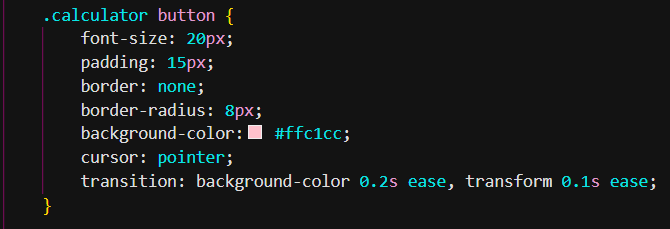 .calculator button {
    font-size: 20px;
    padding: 15px;
    border: none;
    border-radius: 8px;
    background-color: #ffc1cc;
    cursor: pointer;
    transition: background-color 0.2s ease, transform 0.1s ease;
}